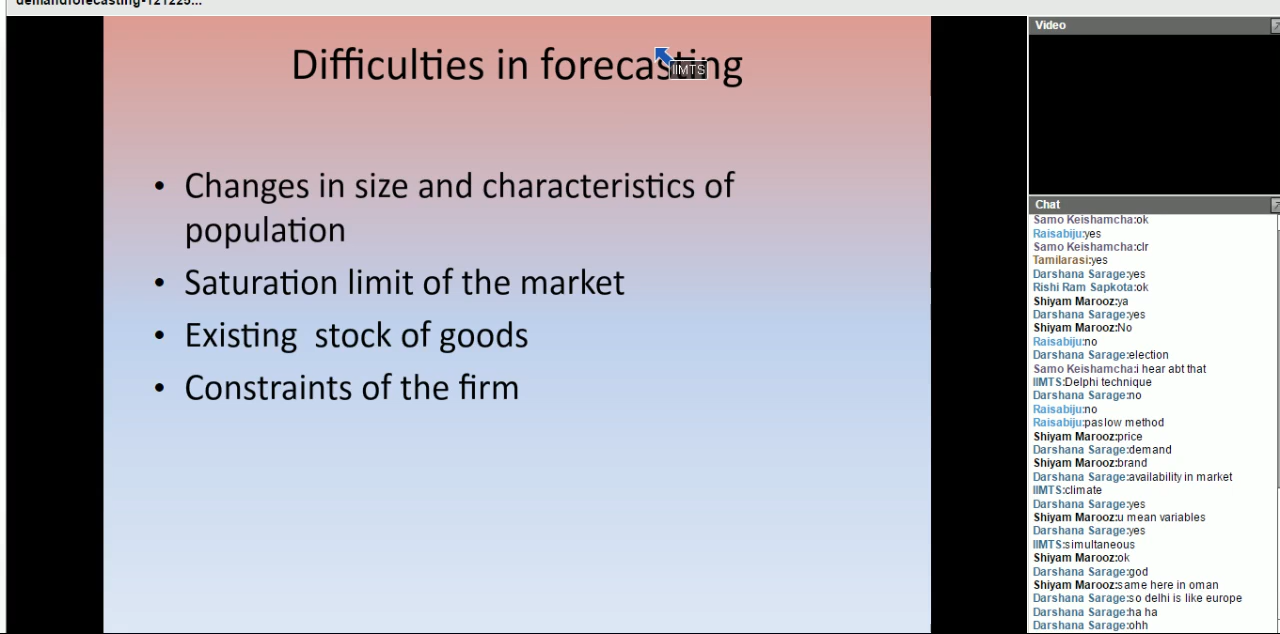 demandforecasting-121225...
Difficulties in forecasting
IIMTS
• Changes in size and characteristics of
population
• Saturation limit of the market
• Existing  stock of goods
• Constraints of the firm
Video
Chat
Samo Keishamcha:ok
Raisabiju:yes
Samo Keishamcha:clr
Tamilarasi:yes
Darshana Sarage:yes
Rishi Ram Sapkota:ok
Shiyam Marooz:ya
Darshana Sarage:yes
Shiyam Marooz:No
Raisabiju:no
Darshana Sarage:election
Samo Keishamcha:i hear abt that
IIMTS:Delphi technique
Darshana Sarage:no
Raisabiju:no
Raisabiju:paslow method
Shiyam Marooz:price
Darshana Sarage:demand
Shiyam Marooz:brand
Darshana Sarage:availability in market
IIMTS:climate
Darshana Sarage:yes
Shiyam Marooz:u mean variables
Darshana Sarage:yes
IIMTS:simultaneous
Shiyam Marooz:ok
Darshana Sarage:god
Shiyam Marooz:same here in oman
Darshana Sarage:so delhi is like europe
Darshana Sarage:ha ha
Darshana Sarage:ohh